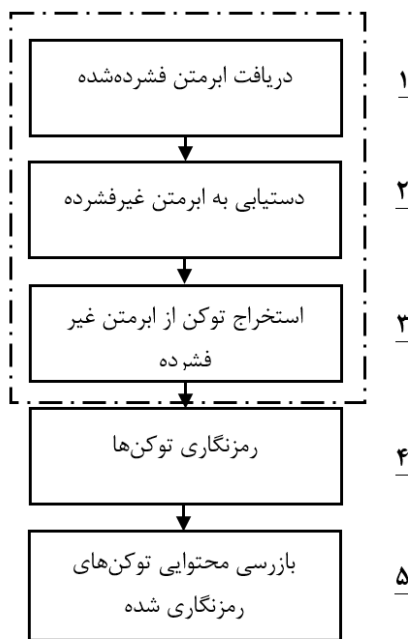 دریافت ابرمتن فشرده‌شده
۱
دستیابی به ابرمتن غیرفشرده
۲
استخراج توکن از ابرمتن غیر
فشرده
۳
رمزنگاری توکن‌ها
۴
بازرسی محتوایی توکن‌های
رمزنگاری شده
۵